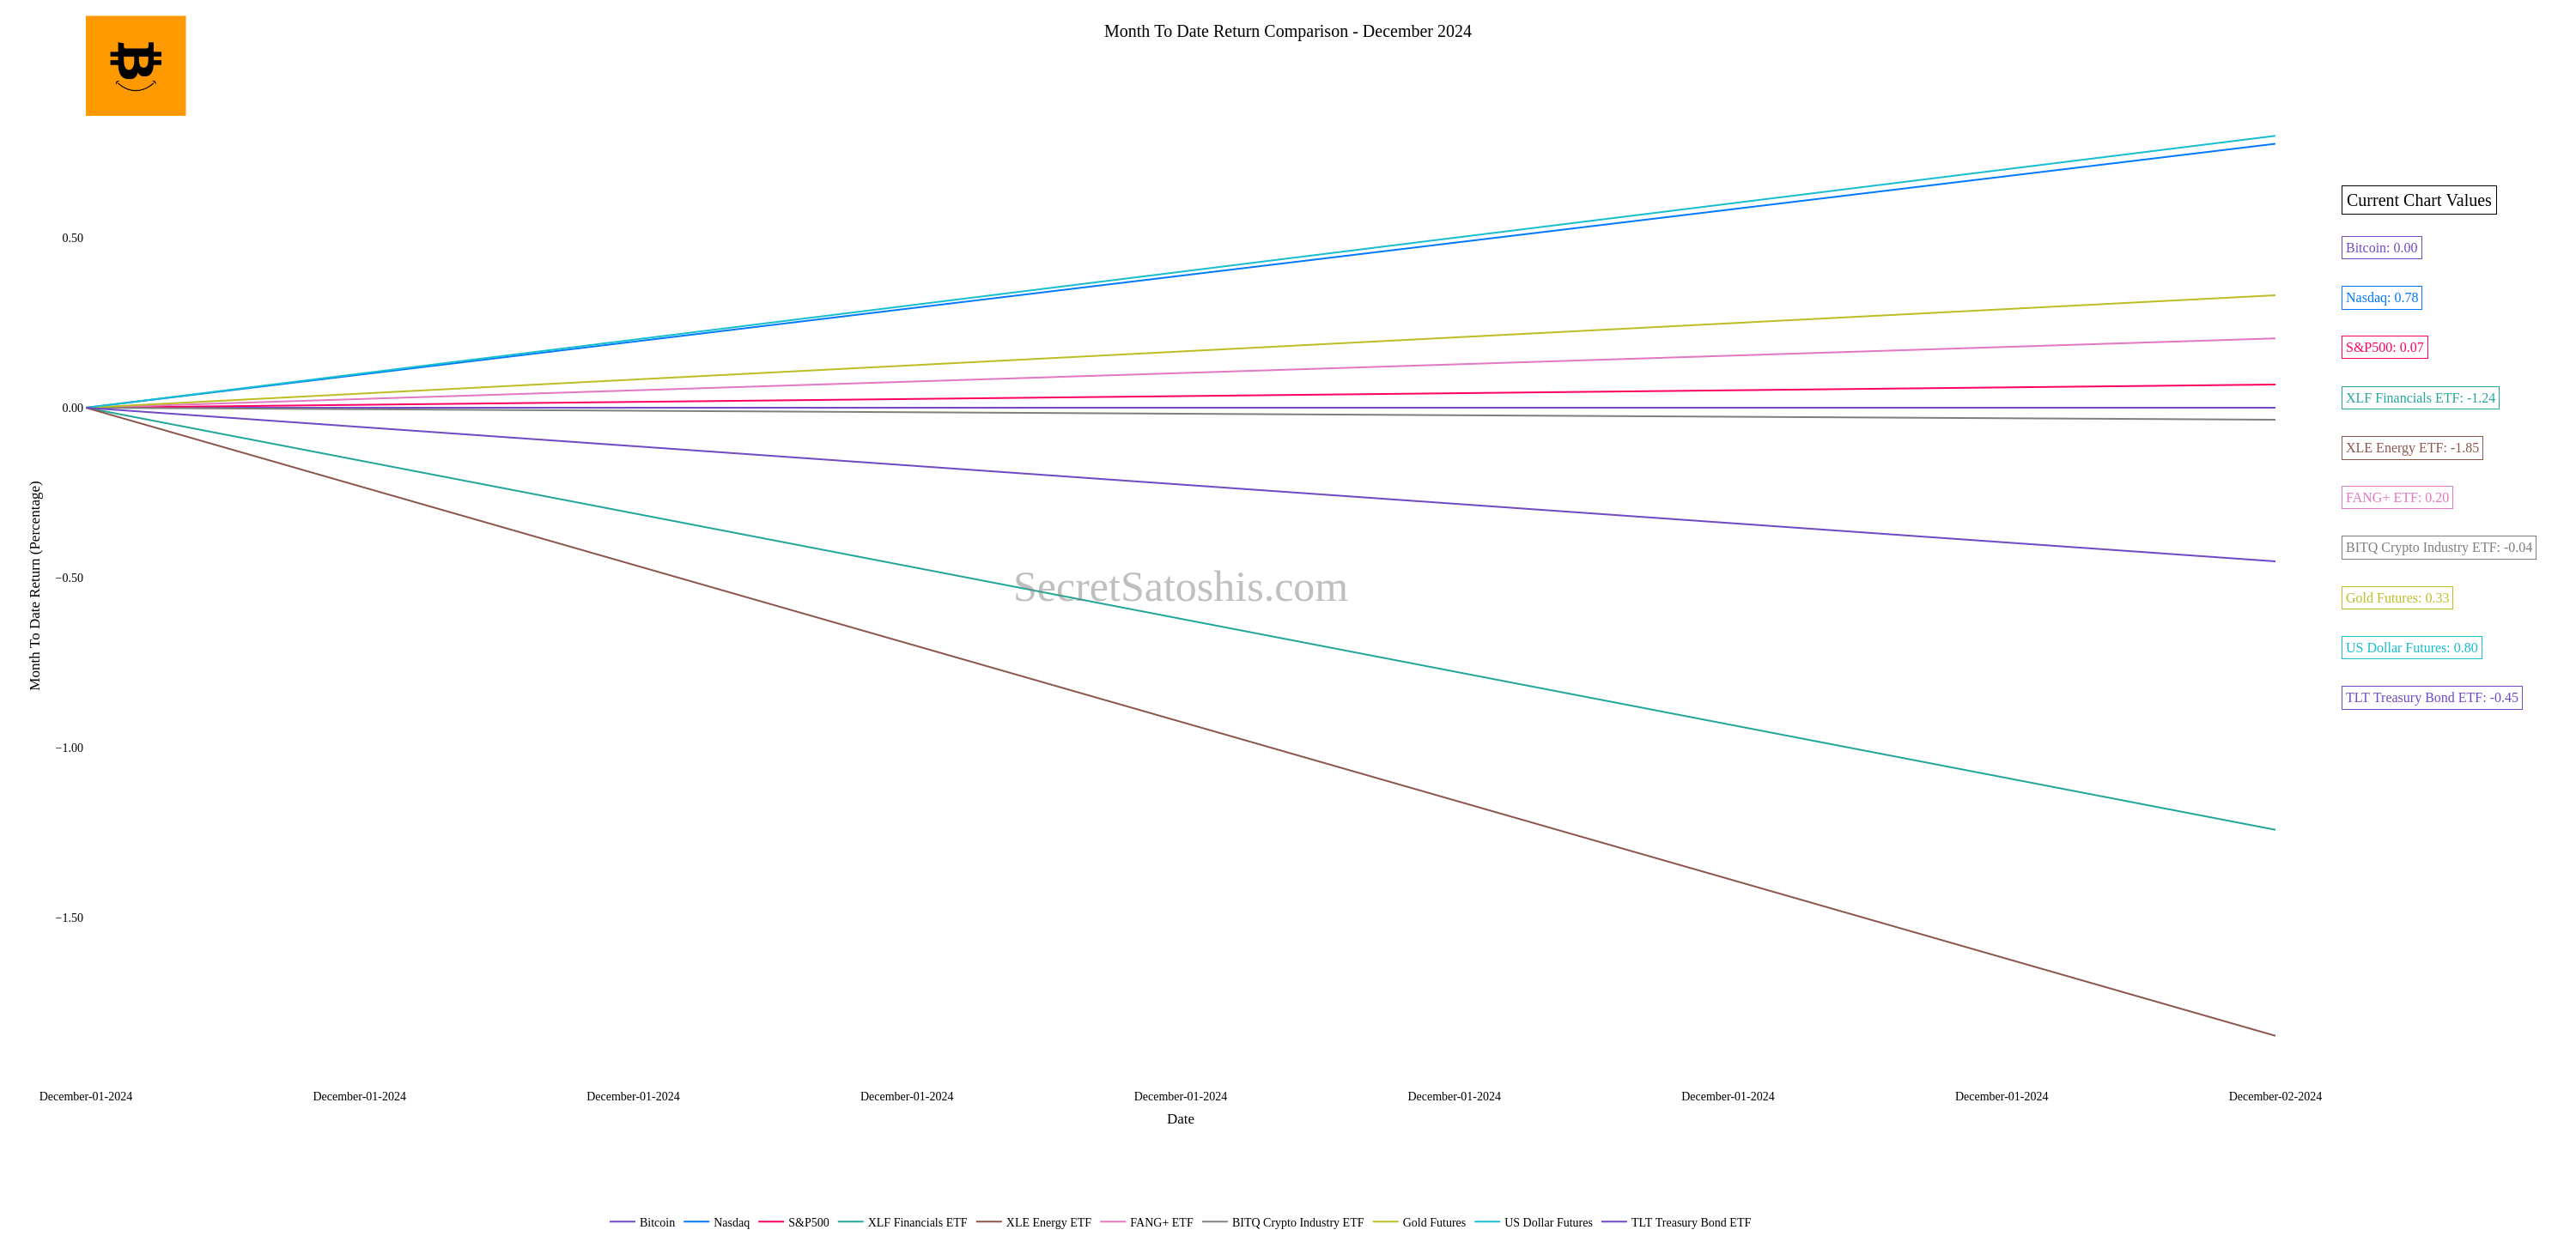 Month To Date Return Comparison - December 2024
Current Chart Values
0.50
Bitcoin: 0.00
Nasdaq: 0.78
S&P500: 0.07
XLF Financials ETF: -1.24
0.00
XLE Energy ETF: -1.85
FANG+ ETF: 0.20
BITQ Crypto Industry ETF: -0.04
−0.50
SecretSatoshis.com
Month To Date Return (Percentage)
Gold Futures: 0.33
US Dollar Futures: 0.80
TLT Treasury Bond ETF: -0.45
−1.00
−1.50
December-01-2024 December-01-2024 December-01-2024 December-01-2024 December-01-2024 December-01-2024 December-01-2024 December-01-2024 December-02-2024
Date
Bitcoin Nasdaq S&P500 XLF Financials ETF XLE Energy ETF FANG+ ETF BITQ Crypto Industry ETF Gold Futures US Dollar Futures TLT Treasury Bond ETF